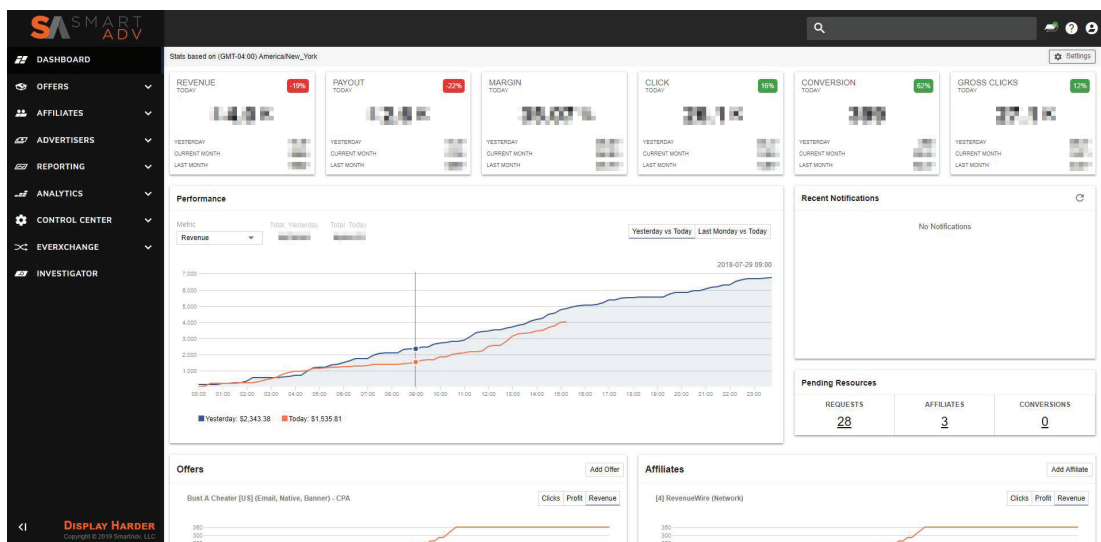 SMART
ADV
DASHBOARD
OFFERS
AFFILIATES
ADVERTISERS
REPORTING
ANALYTICS
CONTROL CENTER
EVERXCHANGE
INVESTIGATOR
DISPLAY HARDER
Copyright © 2019 SmartAdv, LLC
Stats based on (GMT-04:00) America/New_York
Settings
REVENUE -19%
TODAY
YESTERDAY
CURRENT MONTH
LAST MONTH
PAYOUT -22%
TODAY
YESTERDAY
CURRENT MONTH
LAST MONTH
MARGIN
TODAY
YESTERDAY
CURRENT MONTH
LAST MONTH
CLICK 16%
TODAY
YESTERDAY
CURRENT MONTH
LAST MONTH
CONVERSION 62%
TODAY
YESTERDAY
CURRENT MONTH
LAST MONTH
GROSS CLICKS 12%
TODAY
YESTERDAY
CURRENT MONTH
LAST MONTH
Performance
Metric Total: Yesterday Total: Today
Revenue
Yesterday vs Today Last Monday vs Today
2019-07-29 09:00
7,000
6,000
5,000
4,000
3,000
2,000
1,000
00:00 01:00 02:00 03:00 04:00 05:00 06:00 07:00 08:00 09:00 10:00 11:00 12:00 13:00 14:00 15:00 16:00 17:00 18:00 19:00 20:00 21:00 22:00 23:00
Yesterday: $2,343.38 Today: $1,535.81
Recent Notifications
No Notifications
Pending Resources
REQUESTS AFFILIATES CONVERSIONS
28 3 0
Offers Add Offer
Bust A Cheater [US] (Email, Native, Banner) - CPA Clicks Profit Revenue
350
300
Affiliates Add Affiliate
[4] RevenueWire (Network) Clicks Profit Revenue
350
300